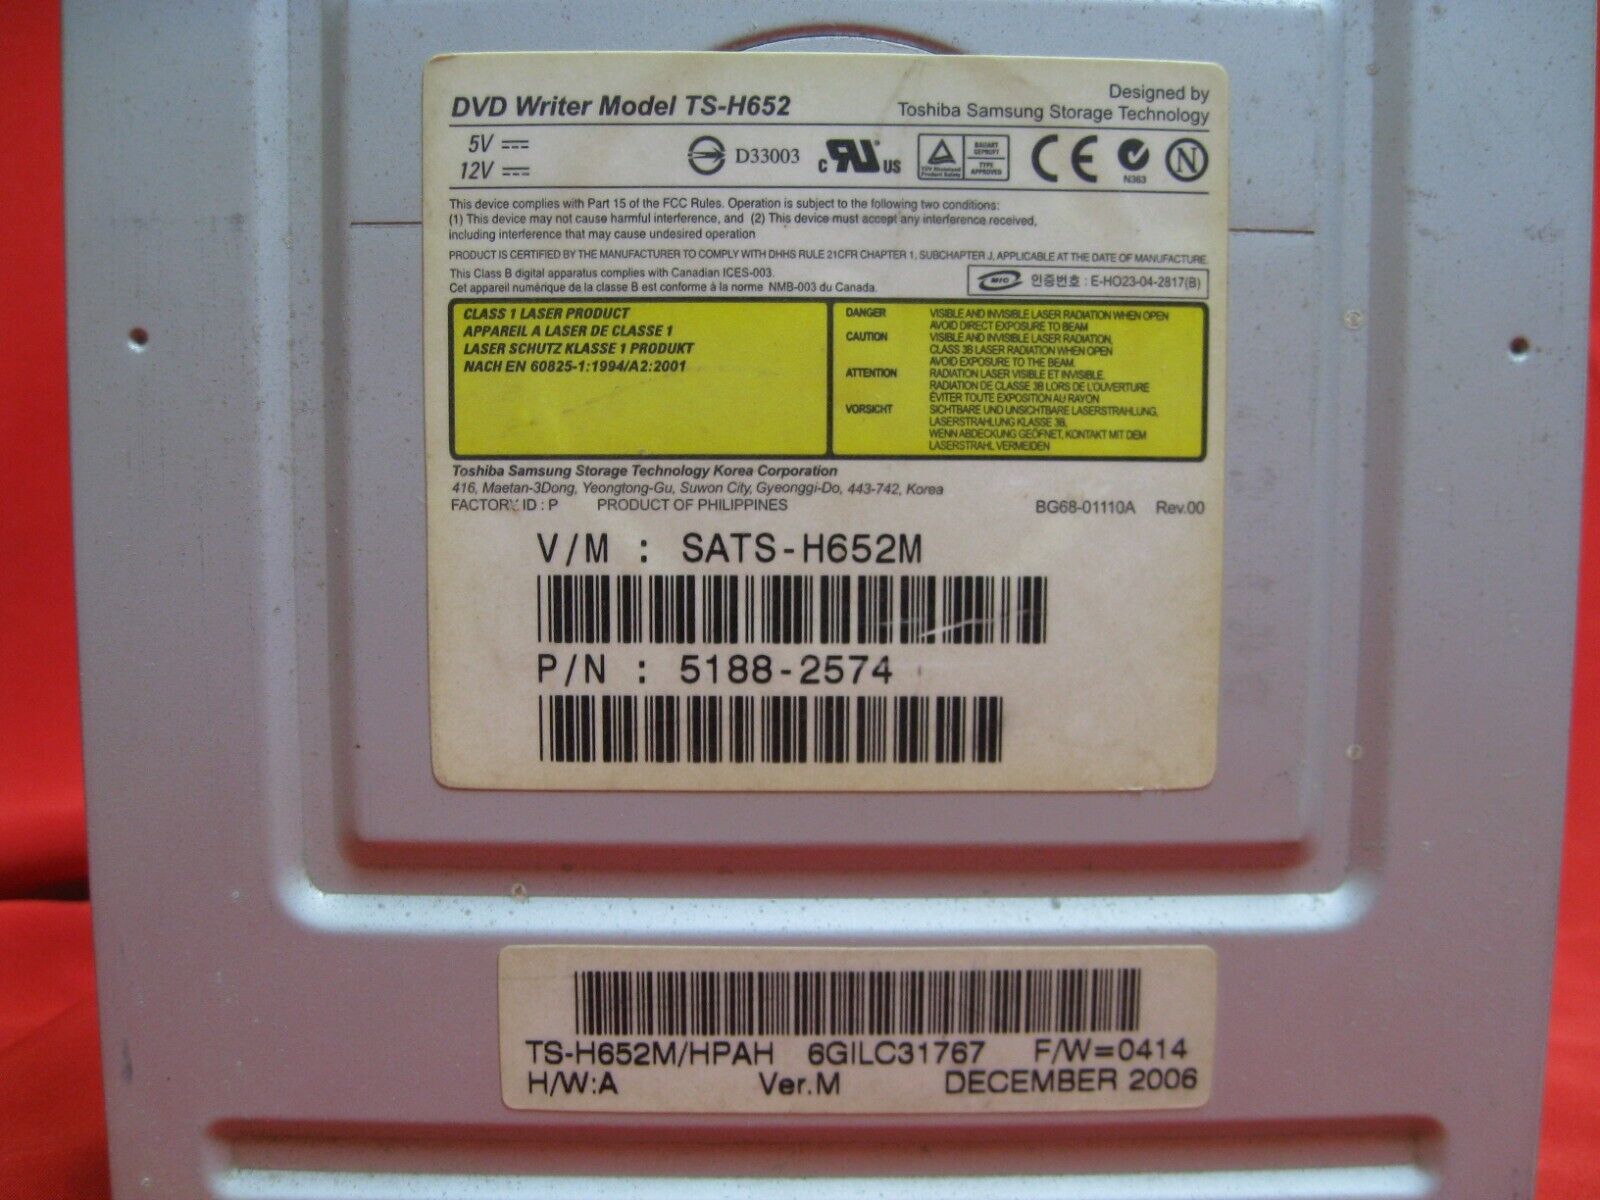 DVD Writer Model TS-H652
Designed by
Toshiba Samsung Storage Technology
5V
12V
D33003
c RU US
TÜV Rheinland
Product Safety
BAUART
GEPRÜFT
TYPE
APPROVED
CE
N363
N
This device complies with Part 15 of the FCC Rules. Operation is subject to the following two conditions:
(1) This device may not cause harmful interference, and (2) This device must accept any interference received,
including interference that may cause undesired operation
PRODUCT IS CERTIFIED BY THE MANUFACTURER TO COMPLY WITH DHHS RULE 21CFR CHAPTER 1, SUBCHAPTER J, APPLICABLE AT THE DATE OF MANUFACTURE.
This Class B digital apparatus complies with Canadian ICES-003.
Cet appareil numérique de la classe B est conforme à la norme NMB-003 du Canada.
MIC 인증번호 : E-HO23-04-2817(B)
CLASS 1 LASER PRODUCT
APPAREIL A LASER DE CLASSE 1
LASER SCHUTZ KLASSE 1 PRODUKT
NACH EN 60825-1:1994/A2:2001
DANGER VISIBLE AND INVISIBLE LASER RADIATION WHEN OPEN
AVOID DIRECT EXPOSURE TO BEAM
CAUTION VISIBLE AND INVISIBLE LASER RADIATION,
CLASS 3B LASER RADIATION WHEN OPEN
AVOID EXPOSURE TO THE BEAM.
ATTENTION RADIATION LASER VISIBLE ET INVISIBLE.
RADIATION DE CLASSE 3B LORS DE L'OUVERTURE
ÉVITER TOUTE EXPOSITION AU RAYON
VORSICHT SICHTBARE UND UNSICHTBARE LASERSTRAHLUNG,
LASERSTRAHLUNG KLASSE 3B,
WENN ABDECKUNG GEÖFNET, KONTAKT MIT DEM
LASERSTRAHL VERMEIDEN
Toshiba Samsung Storage Technology Korea Corporation
416, Maetan-3Dong, Yeongtong-Gu, Suwon City, Gyeonggi-Do, 443-742, Korea
FACTORY ID : P PRODUCT OF PHILIPPINES
BG68-01110A Rev.00
V/M : SATS-H652M
P/N : 5188-2574
TS-H652M/HPAH 6GILC31767 F/W=0414
H/W:A Ver.M DECEMBER 2006